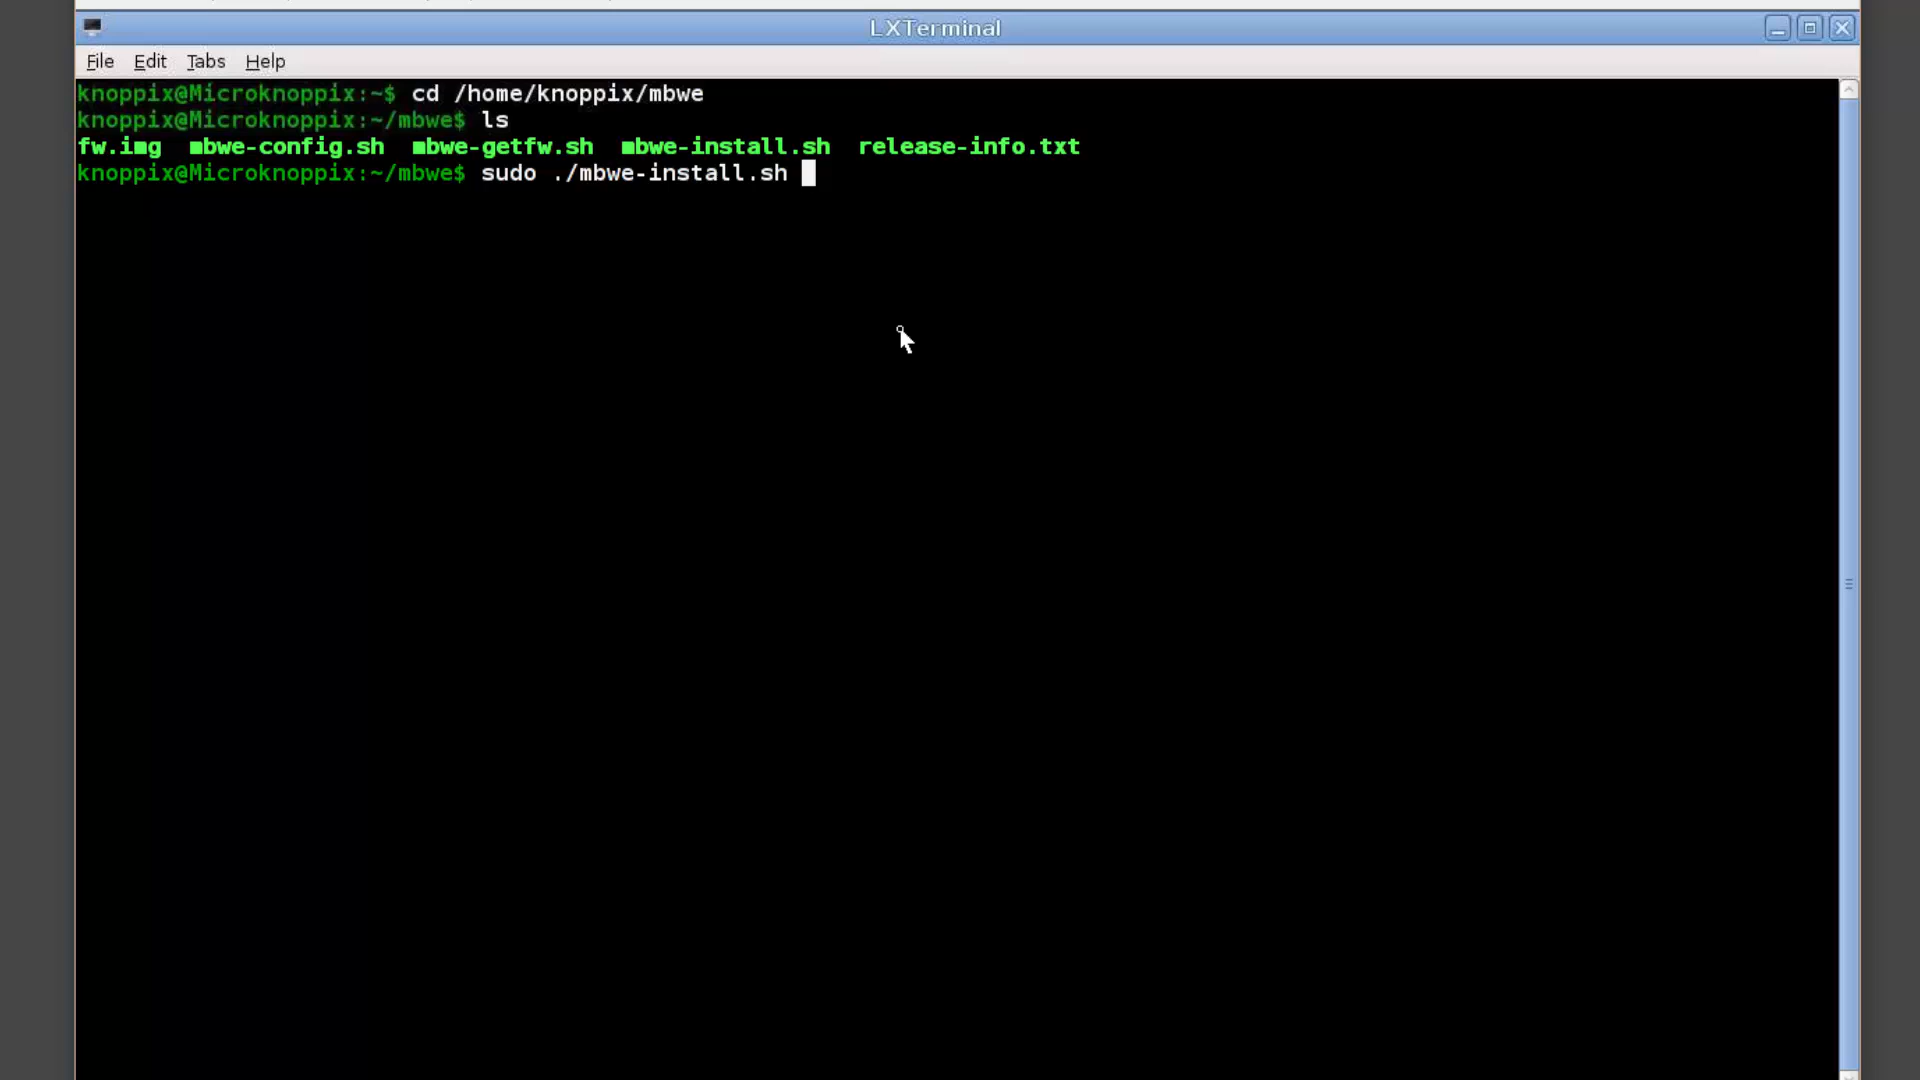 LXTerminal
File Edit Tabs Help
knoppix@Microknoppix:~$ cd /home/knoppix/mbwe
knoppix@Microknoppix:~/mbwe$ ls
fw.img mbwe-config.sh mbwe-getfw.sh mbwe-install.sh release-info.txt
knoppix@Microknoppix:~/mbwe$ sudo ./mbwe-install.sh